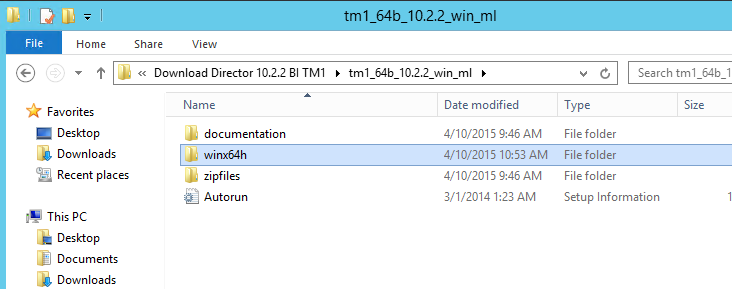 tm1_64b_10.2.2_win_ml
File Home Share View
« Download Director 10.2.2 BI TM1 ▸ tm1_64b_10.2.2_win_ml ▸ Search tm1_64b_1
Favorites
Desktop
Downloads
Recent places
This PC
Desktop
Documents
Downloads
Name Date modified Type Size
documentation 4/10/2015 9:46 AM File folder
winx64h 4/10/2015 10:53 AM File folder
zipfiles 4/10/2015 9:46 AM File folder
Autorun 3/1/2014 1:23 AM Setup Information 1